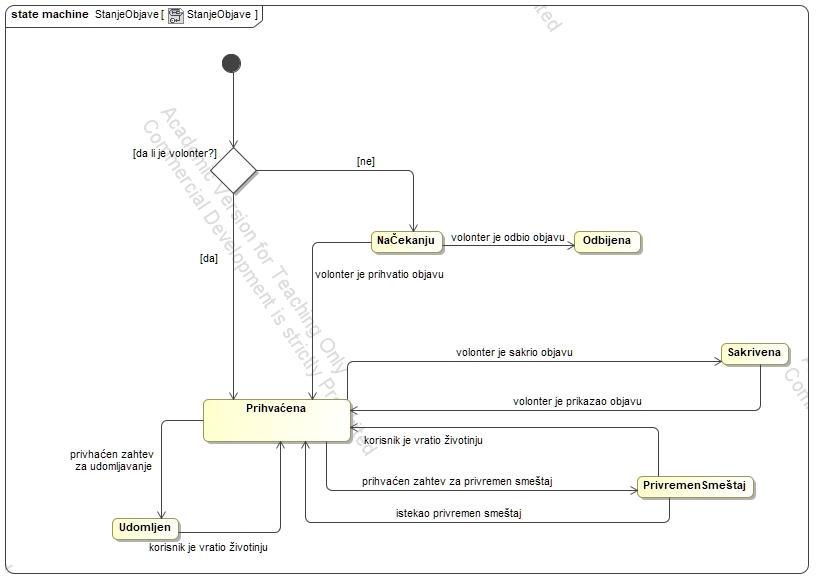 state machine StanjeObjave [ StanjeObjave ]
[da li je volonter?]
[ne]
NaČekanju
volonter je odbio objavu
Odbijena
[da]
volonter je prihvatio objavu
volonter je sakrio objavu
Sakrivena
volonter je prikazao objavu
Prihvaćena
korisnik je vratio životinju
privhaćen zahtev
za udomljavanje
prihvaćen zahtev za privremen smeštaj
PrivremenSmeštaj
istekao privremen smeštaj
Udomljen
korisnik je vratio životinju
Academic Version for Teaching Only
Commercial Development is strictly Prohibited